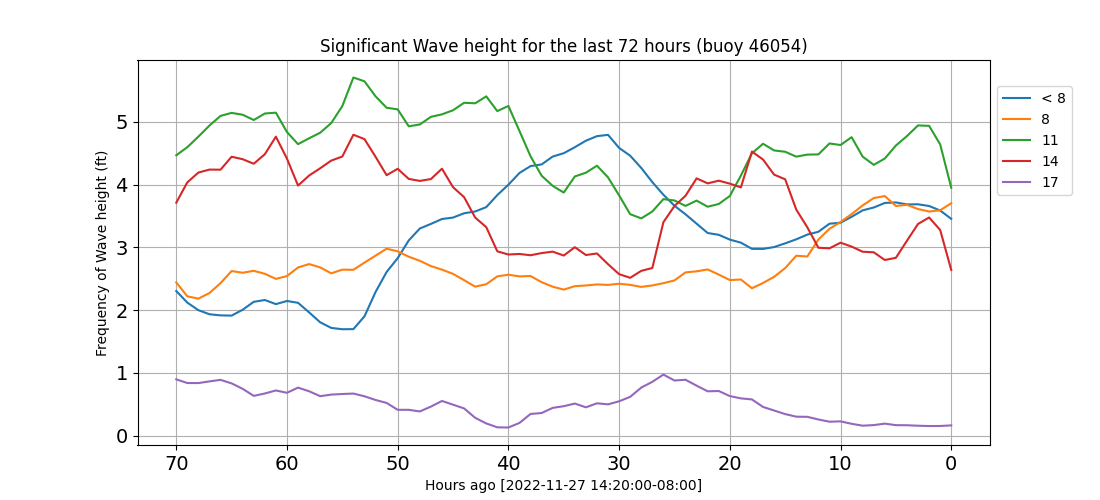 Significant Wave height for the last 72 hours (buoy 46054)
Frequency of Wave height (ft)
5
4
3
2
1
0
70 60 50 40 30 20 10 0
Hours ago [2022-11-27 14:20:00-08:00]
< 8
8
11
14
17